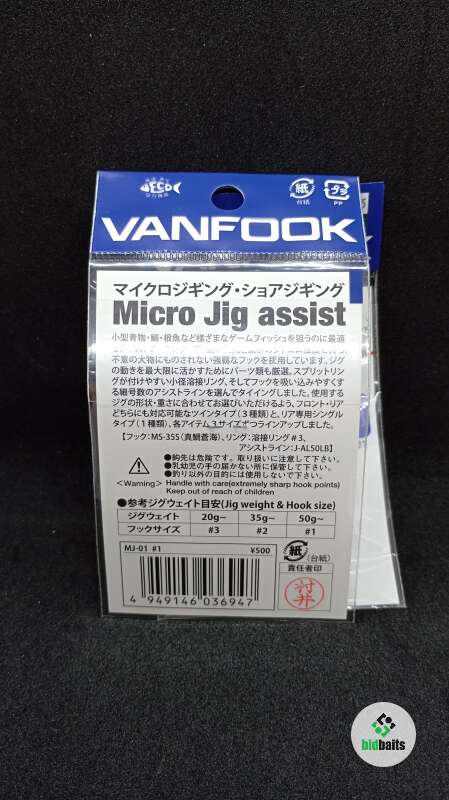 ECO
紙
台紙
プラ
PP
VANFOOK
マイクロジギング・ショアジギング
Micro Jig assist
小型青物・鯛・根魚など様ざまなゲームフィッシュを狙うのに最適
不意の大物にものされない強靭なフックを採用しています。ジグ
の動きを最大限に活かすためにパーツ類も厳選。スプリットリン
グが付けやすい小径溶接リング、そしてフックを吸い込みやすくす
る細号数のアシストラインを選んでタイイングしました。使用する
ジグの形状・重さに合わせてお選びいただけるよう、フロント・リア
どちらにも対応可能なツインタイプ(3種類)と、リア専用シングル
タイプ(1種類)、各アイテム3サイズずつラインアップしました。
【フック:MS-35S(真鯛蒼海)、リング:溶接リング#3、
アシストライン:J-AL50LB】
●鉤先は危険です。取り扱いに注意して下さい。
●乳幼児の手の届かない所に保管して下さい。
●釣り以外の目的には使用しないで下さい。
<Warning> Handle with care(extremely sharp hook points)
Keep out of reach of children
●参考ジグウェイト目安(Jig weight & Hook size)
ジグウェイト 20g~ 35g~ 50g~
フックサイズ #3 #2 #1
MJ-01 #1 ¥500
4 949146 036947
紙 (台紙)
責任者印
村井
bidbaits